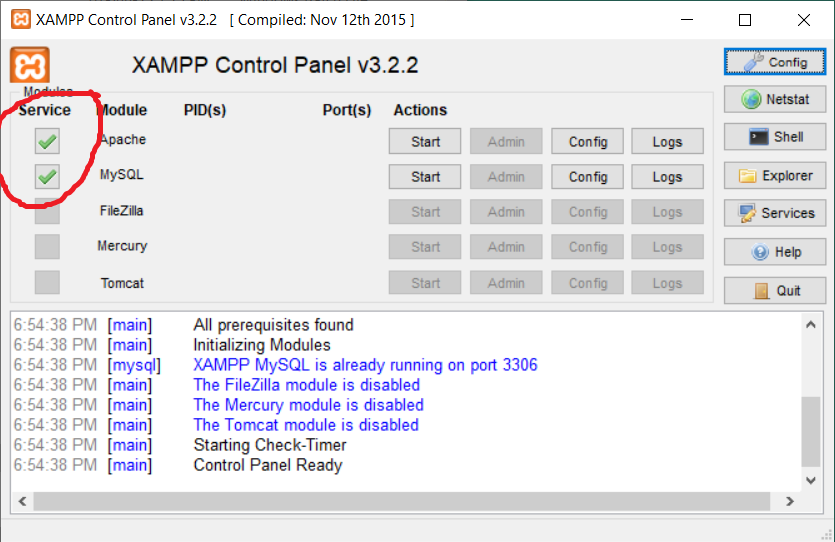 XAMPP Control Panel v3.2.2 [ Compiled: Nov 12th 2015 ]
XAMPP Control Panel v3.2.2
Config
Modules
Service Module PID(s) Port(s) Actions
Netstat
Apache Start Admin Config Logs
Shell
MySQL Start Admin Config Logs
Explorer
FileZilla Start Admin Config Logs
Services
Mercury Start Admin Config Logs
Help
Tomcat Start Admin Config Logs
Quit
6:54:38 PM [main] All prerequisites found
6:54:38 PM [main] Initializing Modules
6:54:38 PM [mysql] XAMPP MySQL is already running on port 3306
6:54:38 PM [main] The FileZilla module is disabled
6:54:38 PM [main] The Mercury module is disabled
6:54:38 PM [main] The Tomcat module is disabled
6:54:38 PM [main] Starting Check-Timer
6:54:38 PM [main] Control Panel Ready